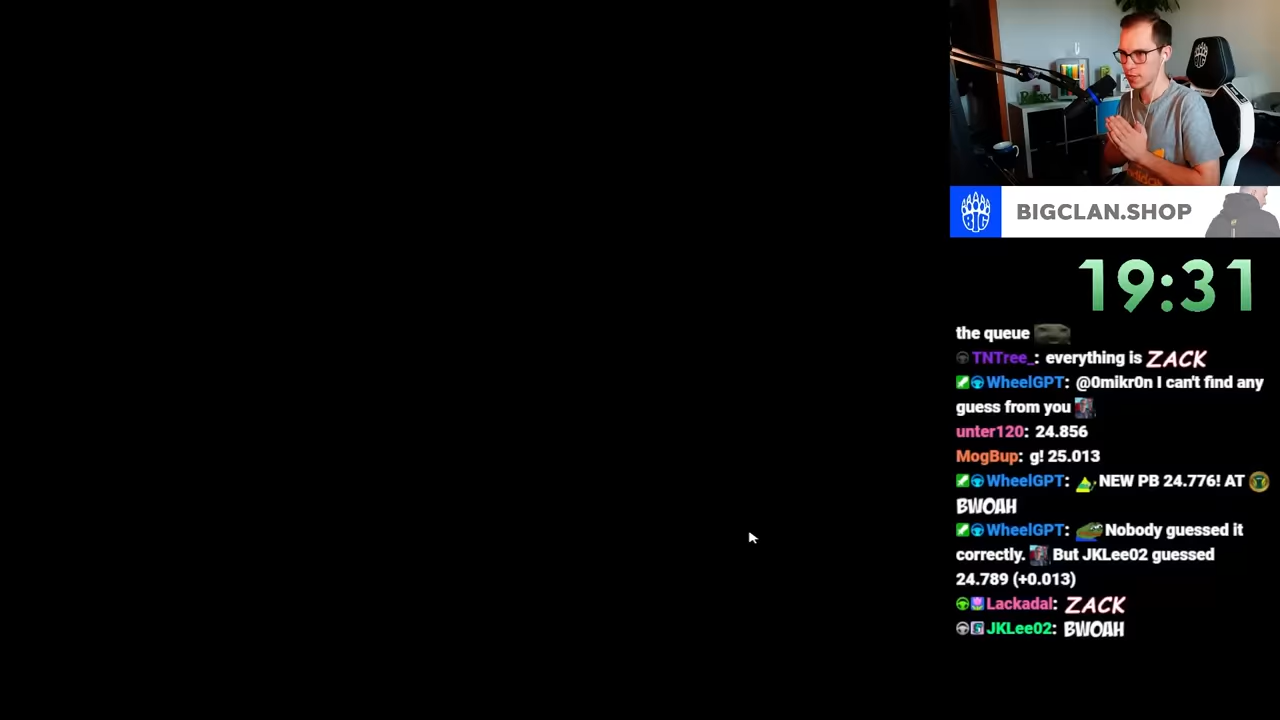 BIG
BIGCLAN.SHOP
19:31
the queue
TNTree_: everything is ZACK
WheelGPT: @0mikr0n I can't find any
guess from you
unter120: 24.856
MogBup: g! 25.013
WheelGPT: NEW PB 24.776! AT
BWOAH
WheelGPT: Nobody guessed it
correctly. But JKLee02 guessed
24.789 (+0.013)
Lackadal: ZACK
JKLee02: BWOAH